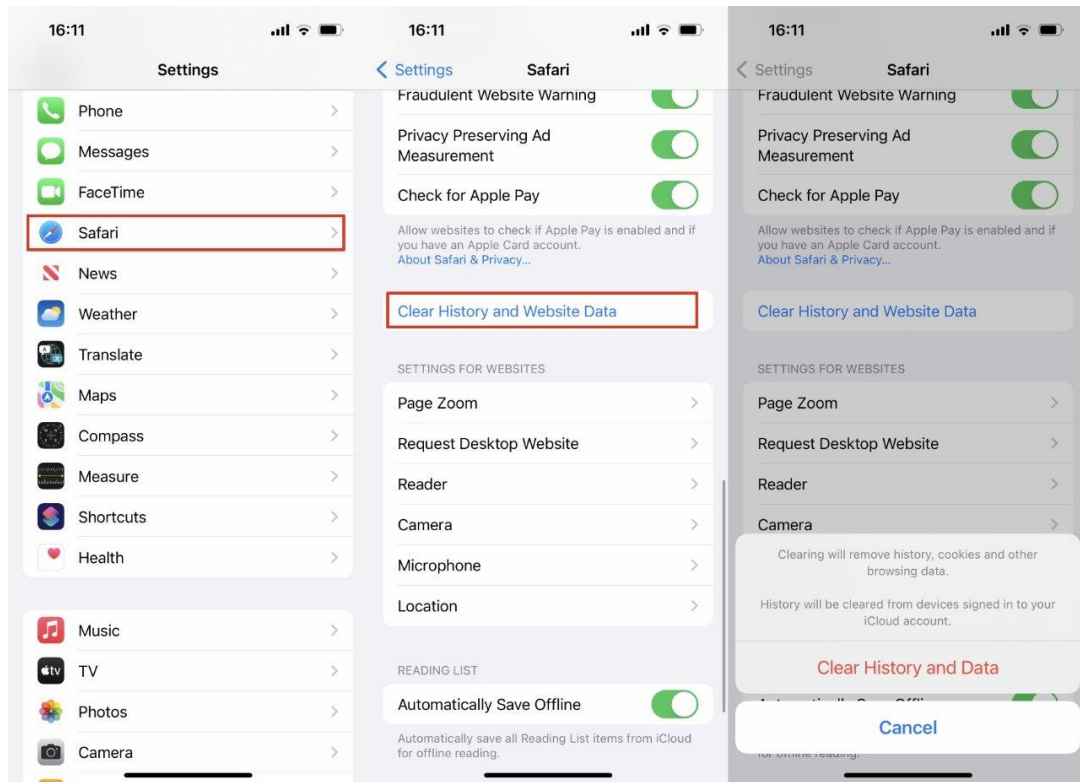 16:11
Settings
Phone
Messages
FaceTime
Safari
News
Weather
Translate
Maps
Compass
Measure
Shortcuts
Health
Music
tv
TV
Photos
Camera
16:11
Settings
Safari
Fraudulent Website Warning
Privacy Preserving Ad
Measurement
Check for Apple Pay
Allow websites to check if Apple Pay is enabled and if
you have an Apple Card account.
About Safari & Privacy...
Clear History and Website Data
SETTINGS FOR WEBSITES
Page Zoom
Request Desktop Website
Reader
Camera
Microphone
Location
READING LIST
Automatically Save Offline
Automatically save all Reading List items from iCloud
for offline reading.
16:11
Settings
Safari
Fraudulent Website Warning
Privacy Preserving Ad
Measurement
Check for Apple Pay
Allow websites to check if Apple Pay is enabled and if
you have an Apple Card account.
About Safari & Privacy...
Clear History and Website Data
SETTINGS FOR WEBSITES
Page Zoom
Request Desktop Website
Reader
Camera
Clearing will remove history, cookies and other
browsing data.
History will be cleared from devices signed in to your
iCloud account.
Clear History and Data
Cancel
for offline reading.